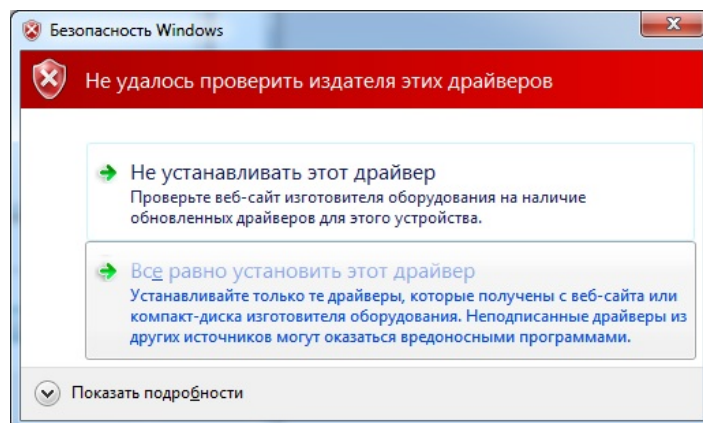 Безопасность Windows
Не удалось проверить издателя этих драйверов
Не устанавливать этот драйвер
Проверьте веб-сайт изготовителя оборудования на наличие
обновленных драйверов для этого устройства.
Все равно установить этот драйвер
Устанавливайте только те драйверы, которые получены с веб-сайта или
компакт-диска изготовителя оборудования. Неподписанные драйверы из
других источников могут оказаться вредоносными программами.
Показать подробности